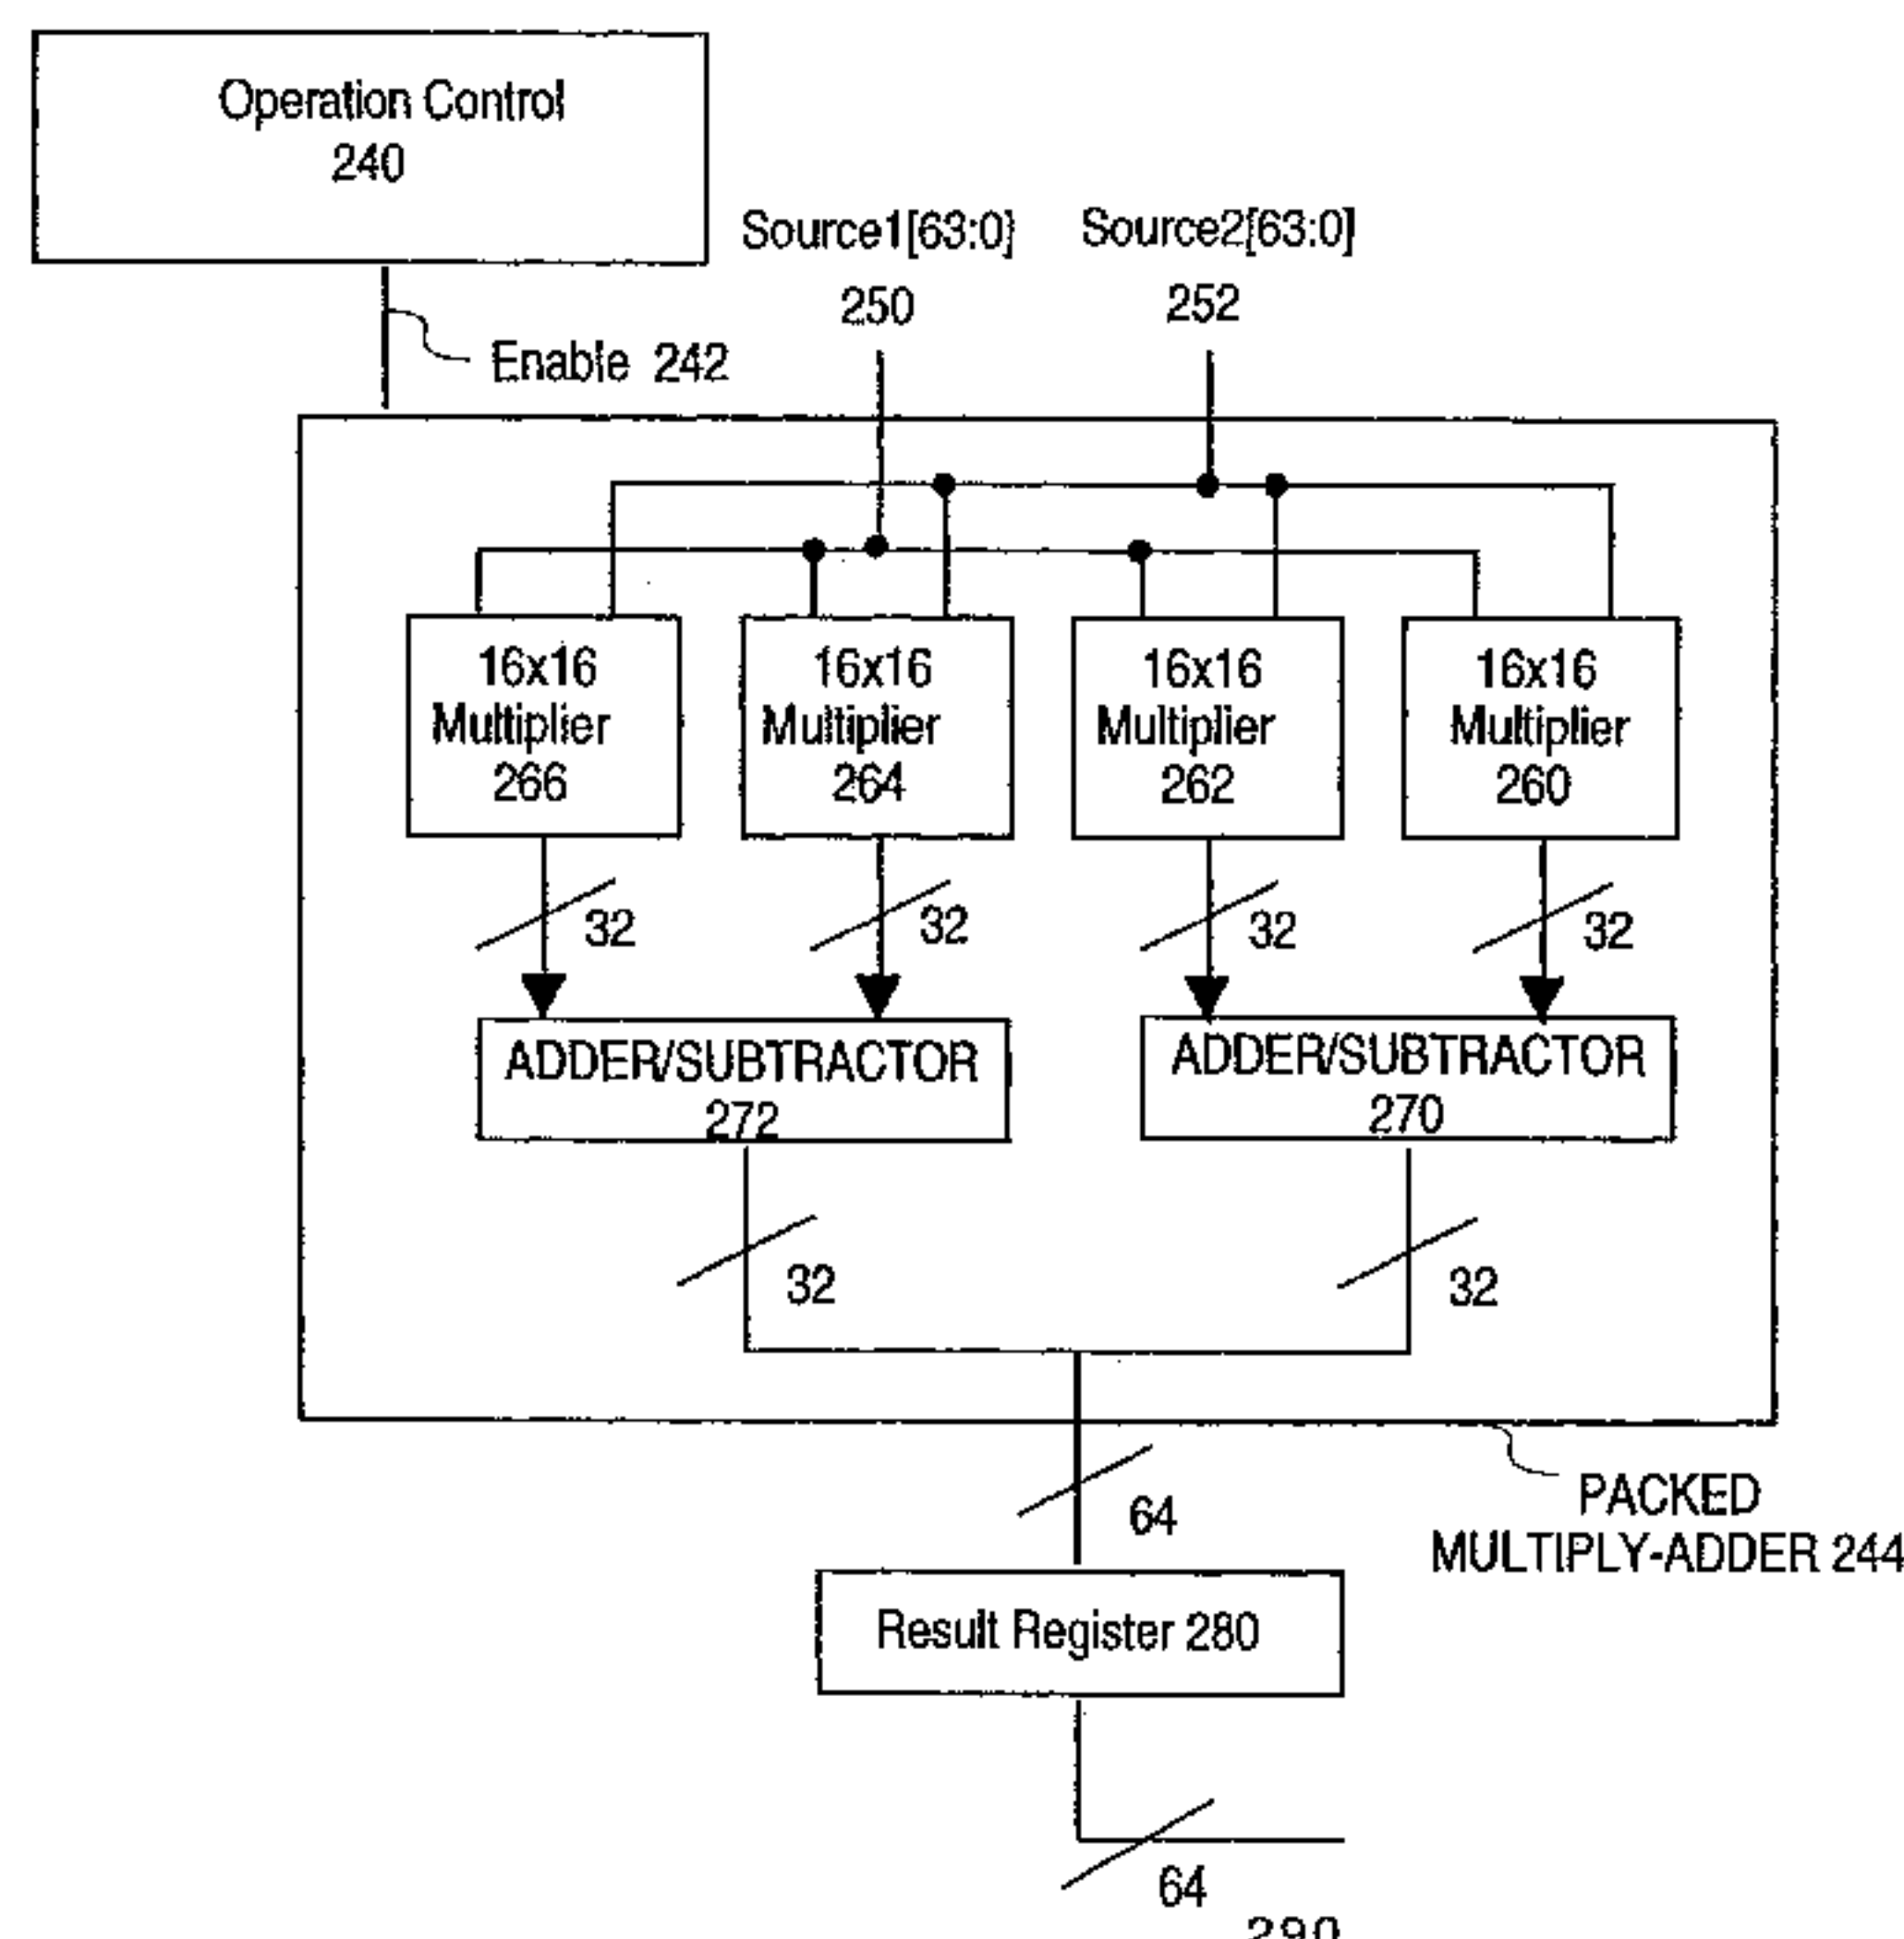 Operation Control
240
Source1[63:0]
250
Source2[63:0]
252
Enable 242
16x16
Multiplier
266
16x16
Multiplier
264
16x16
Multiplier
262
16x16
Multiplier
260
32
32
32
32
ADDER/SUBTRACTOR
272
ADDER/SUBTRACTOR
270
32
32
64
PACKED
MULTIPLY-ADDER 244
Result Register 280
64
290